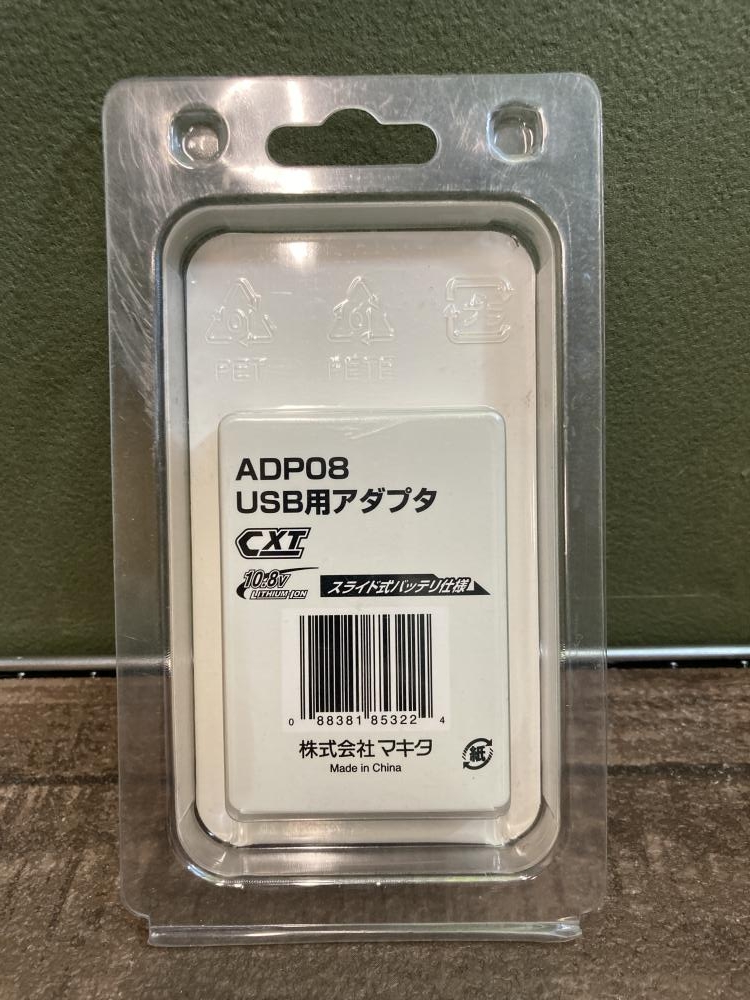 PET
PETE
プラ
ADP08
USB用アダプタ
CXT
10.8V
LITHIUM ION
スライド式バッテリ仕様
0 88381 85322 4
株式会社マキタ
Made in China
紙